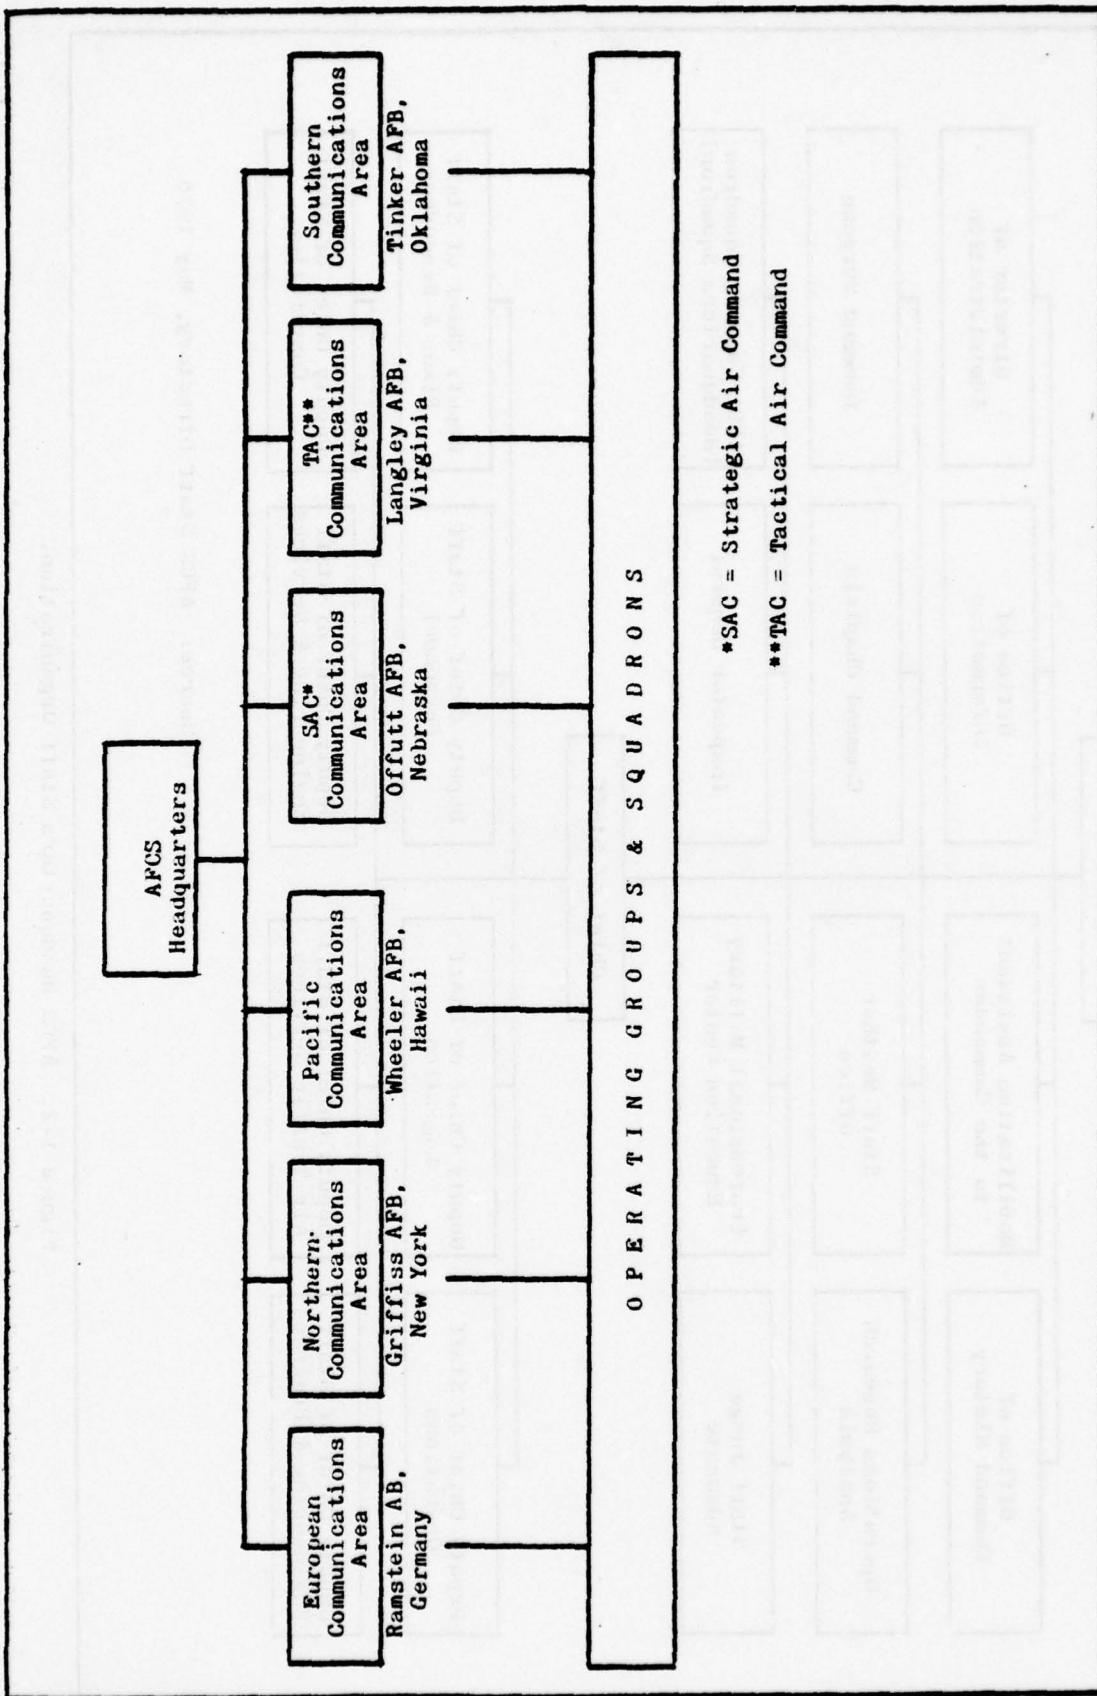 AFCS
Headquarters
European
Communications
Area
Ramstein AB,
Germany
Northern
Communications
Area
Griffiss AFB,
New York
Pacific
Communications
Area
Wheeler AFB,
Hawaii
SAC*
Communications
Area
Offutt AFB,
Nebraska
TAC**
Communications
Area
Langley AFB,
Virginia
Southern
Communications
Area
Tinker AFB,
Oklahoma
OPERATING GROUPS & SQUADRONS
*SAC = Strategic Air Command
**TAC = Tactical Air Command